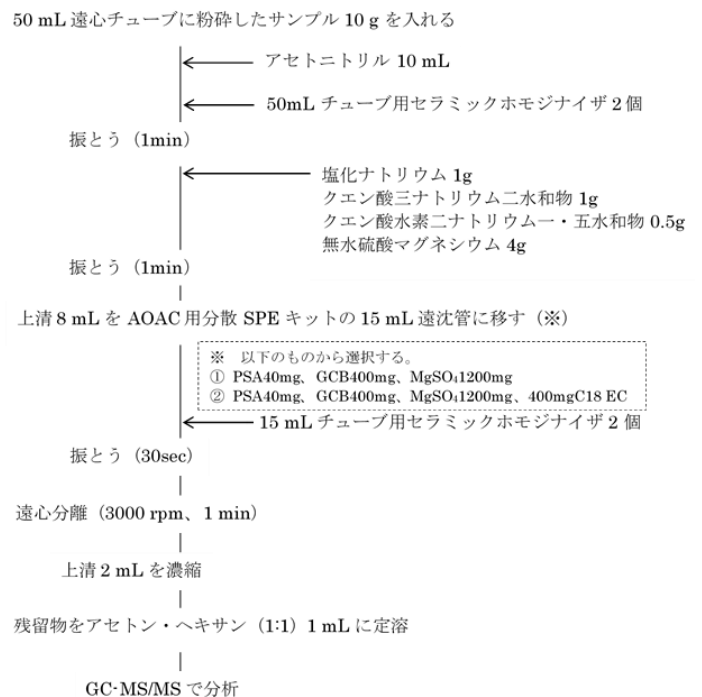 50 mL 遠心チューブに粉砕したサンプル 10 g を入れる
アセトニトリル 10 mL
50mL チューブ用セラミックホモジナイザ 2 個
振とう（1min）
塩化ナトリウム 1g
クエン酸三ナトリウム二水和物 1g
クエン酸水素二ナトリウム一・五水和物 0.5g
無水硫酸マグネシウム 4g
振とう（1min）
上清 8 mL を AOAC 用分散 SPE キットの 15 mL 遠沈管に移す（※）
※　以下のものから選択する。
① PSA40mg、GCB400mg、MgSO₄1200mg
② PSA40mg、GCB400mg、MgSO₄1200mg、400mgC18 EC
15 mL チューブ用セラミックホモジナイザ 2 個
振とう（30sec）
遠心分離（3000 rpm、1 min）
上清 2 mL を濃縮
残留物をアセトン・ヘキサン（1:1）1 mL に定溶
GC-MS/MS で分析